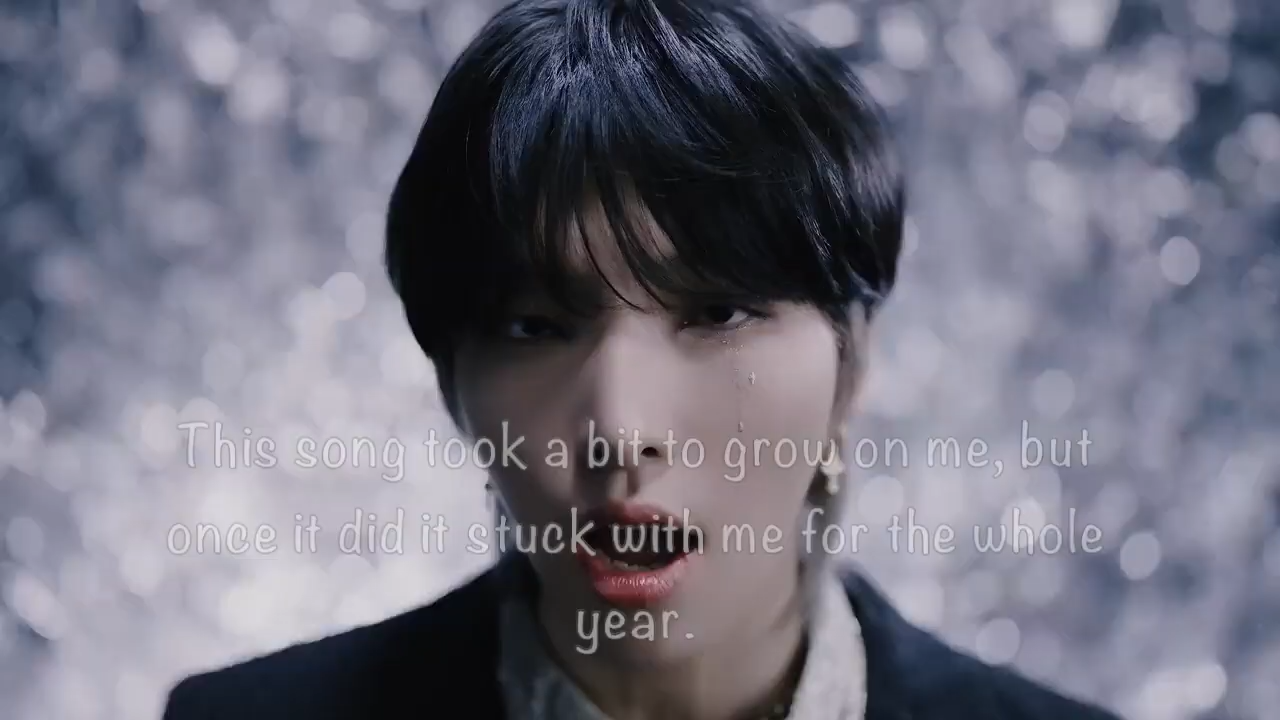 This song took a bit to grow on me, but
once it did it stuck with me for the whole
year.